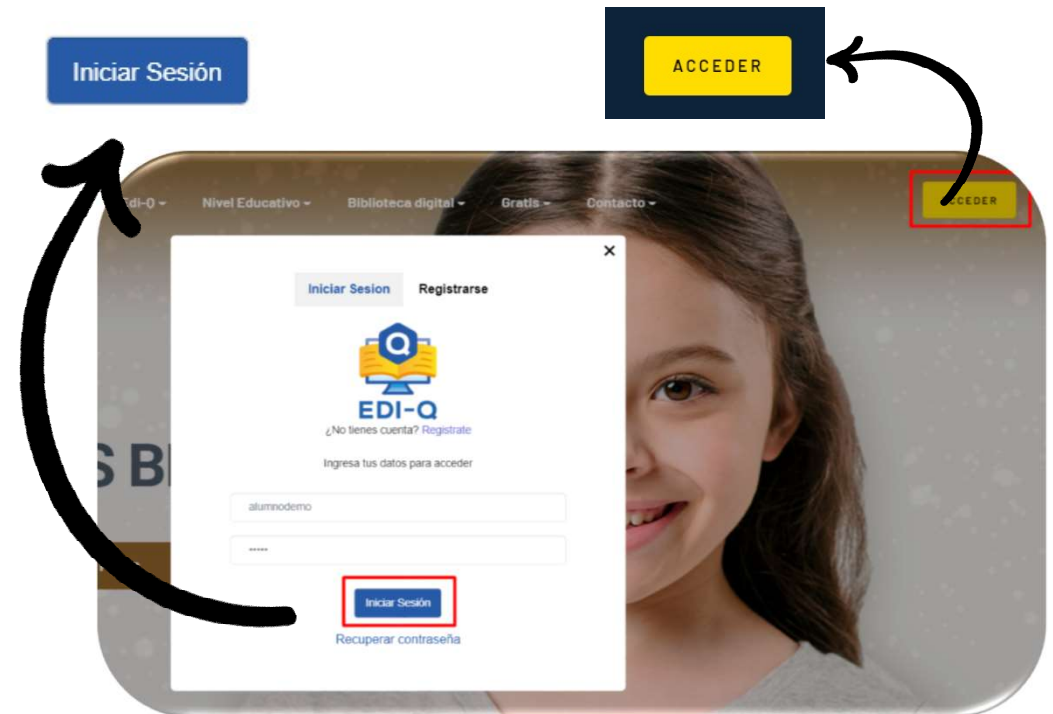 Iniciar Sesión
ACCEDER
Edi-Q
Nivel Educativo
Biblioteca digital
Gratis
Contacto
ACCEDER
×
Iniciar Sesion
Registrarse
Q
EDI-Q
¿No tienes cuenta? Registrate
Ingresa tus datos para acceder
S B
alumnodemo
•••••
Iniciar Sesión
Recuperar contraseña